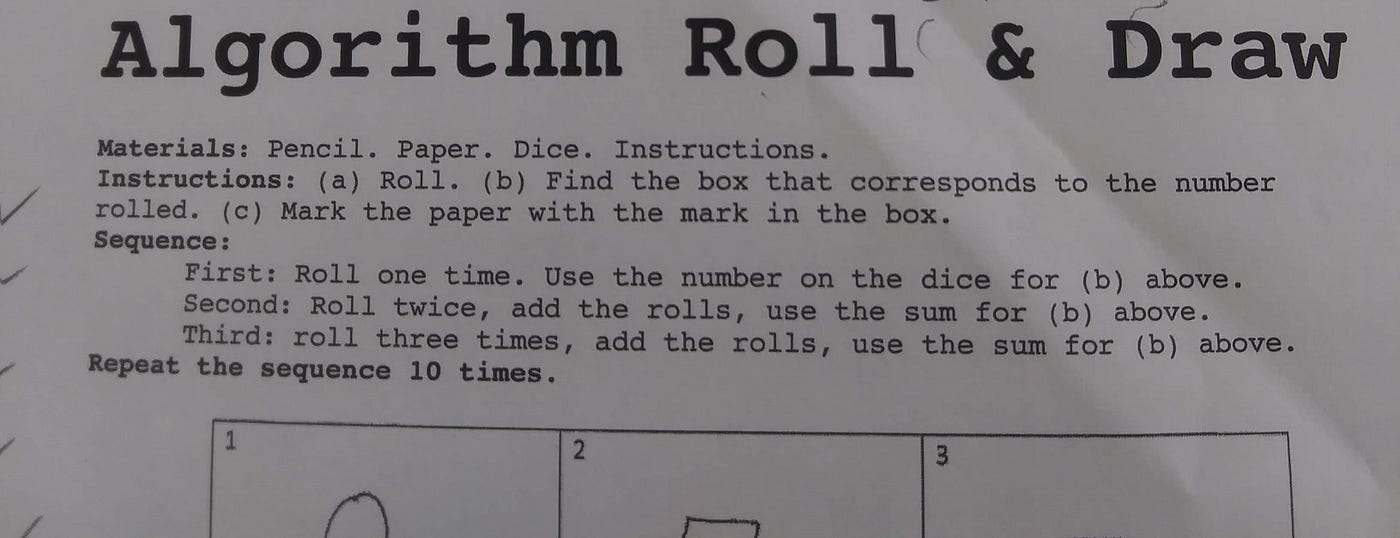 Algorithm Roll & Draw
Materials: Pencil. Paper. Dice. Instructions.
Instructions: (a) Roll. (b) Find the box that corresponds to the number
rolled. (c) Mark the paper with the mark in the box.
Sequence:
First: Roll one time. Use the number on the dice for (b) above.
Second: Roll twice, add the rolls, use the sum for (b) above.
Third: roll three times, add the rolls, use the sum for (b) above.
Repeat the sequence 10 times.
1 2 3